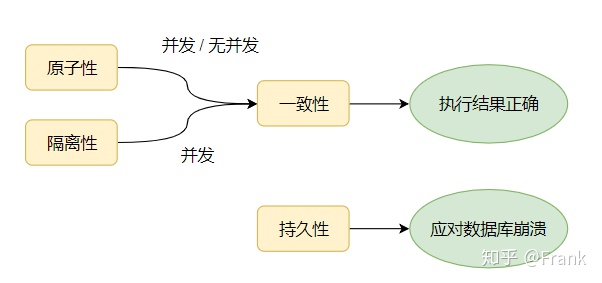 并发 / 无并发
原子性
一致性
执行结果正确
隔离性
并发
持久性
应对数据库崩溃
知乎 @Frank